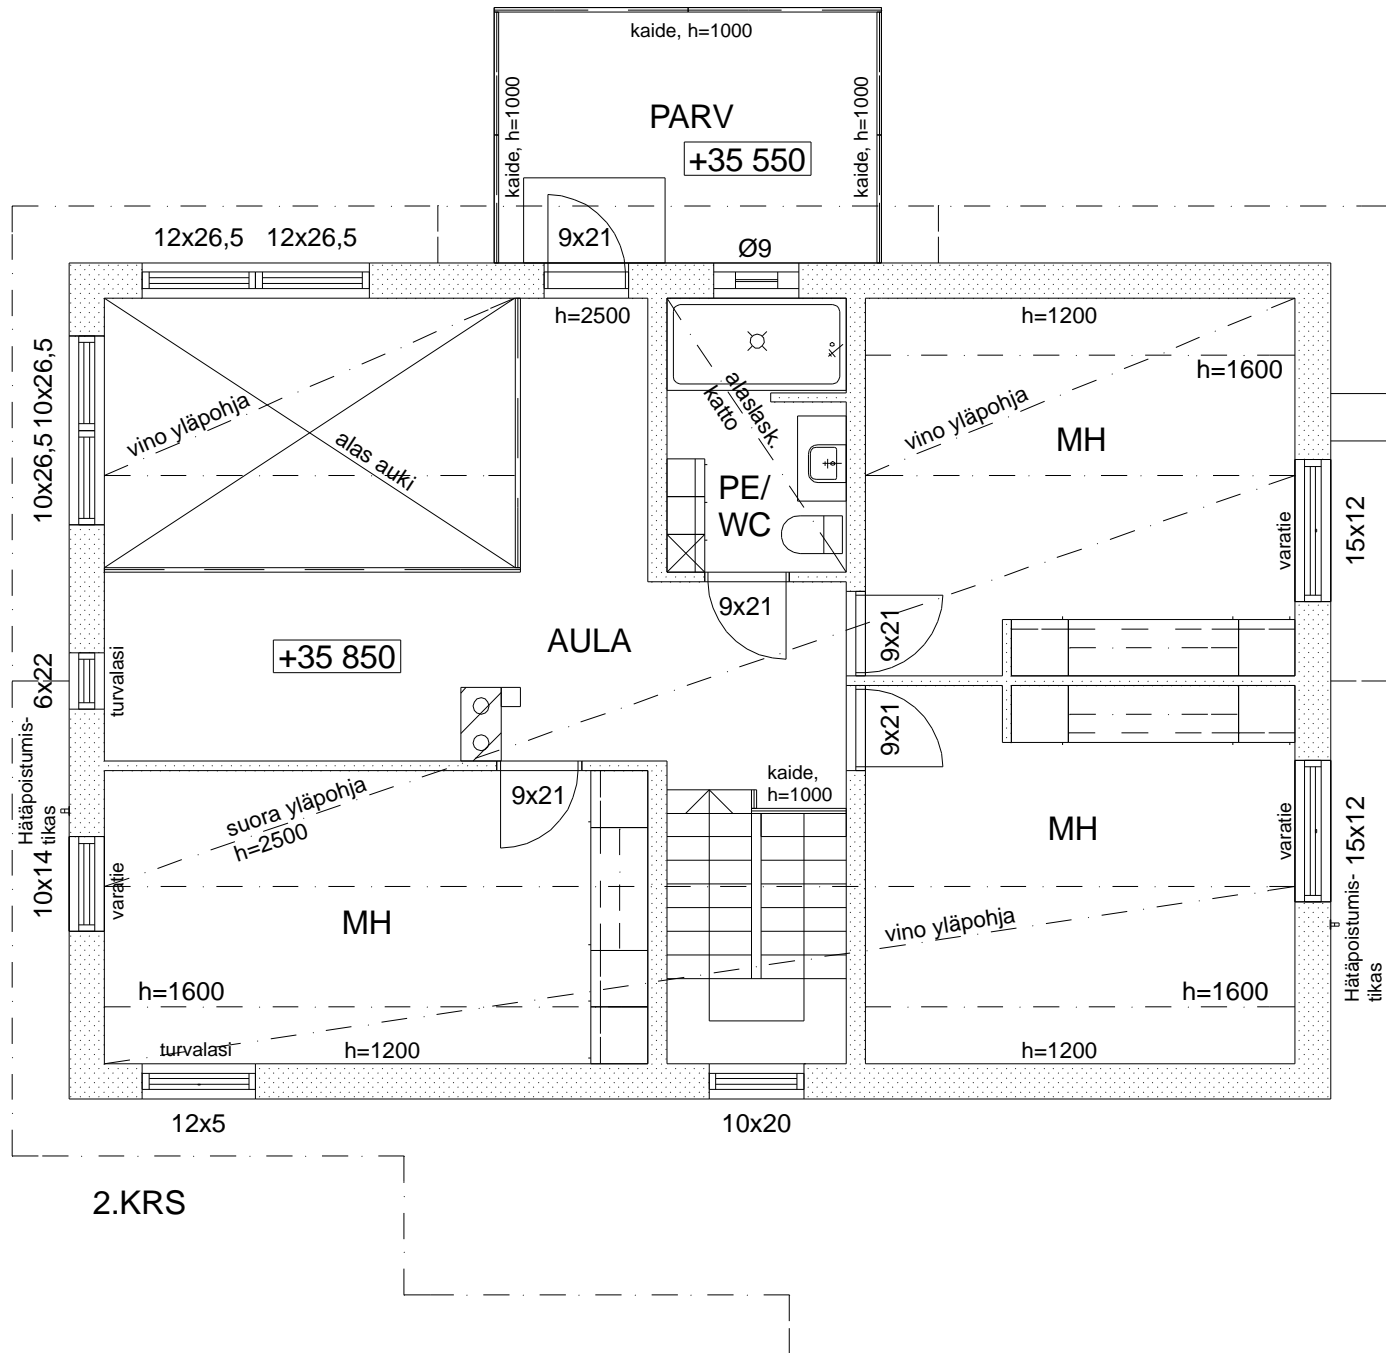 kaide, h=1000
kaide, h=1000
PARV
kaide, h=1000
+35 550
12x26,5
12x26,5
9x21
Ø9
h=2500
h=1200
h=1600
10x26,5
10x26,5
vino yläpohja
alas auki
alaslask.
katto
vino yläpohja
MH
PE/
WC
varatie
15x12
9x21
9x21
AULA
+35 850
turvalasi
6x22
9x21
Hätäpoistumis-
tikas
kaide,
h=1000
9x21
suora yläpohja
h=2500
MH
varatie
15x12
10x14
varatie
MH
vino yläpohja
Hätäpoistumis-
tikas
h=1600
h=1600
turvalasi
h=1200
h=1200
12x5
10x20
2.KRS